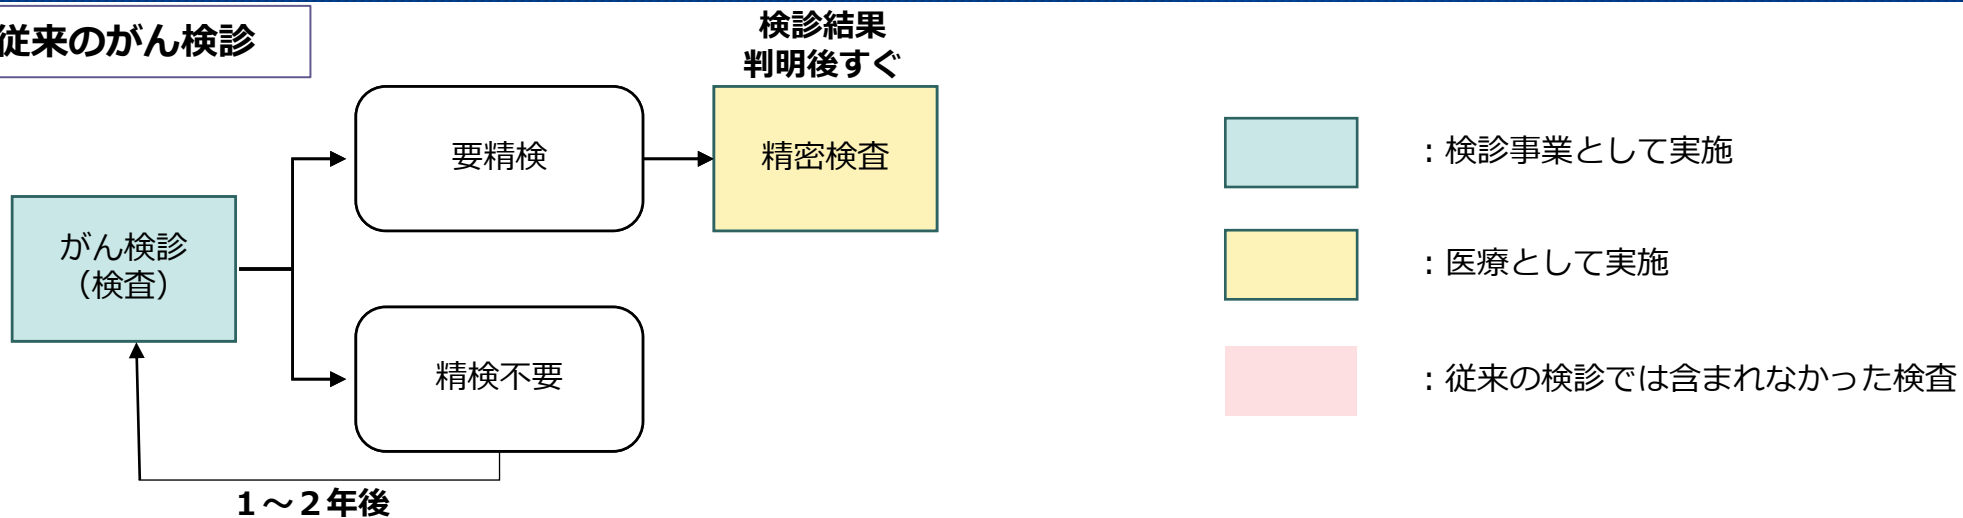 従来のがん検診
検診結果
判明後すぐ
要精検
精密検査
がん検診
（検査）
精検不要
１～２年後
：検診事業として実施
：医療として実施
：従来の検診では含まれなかった検査